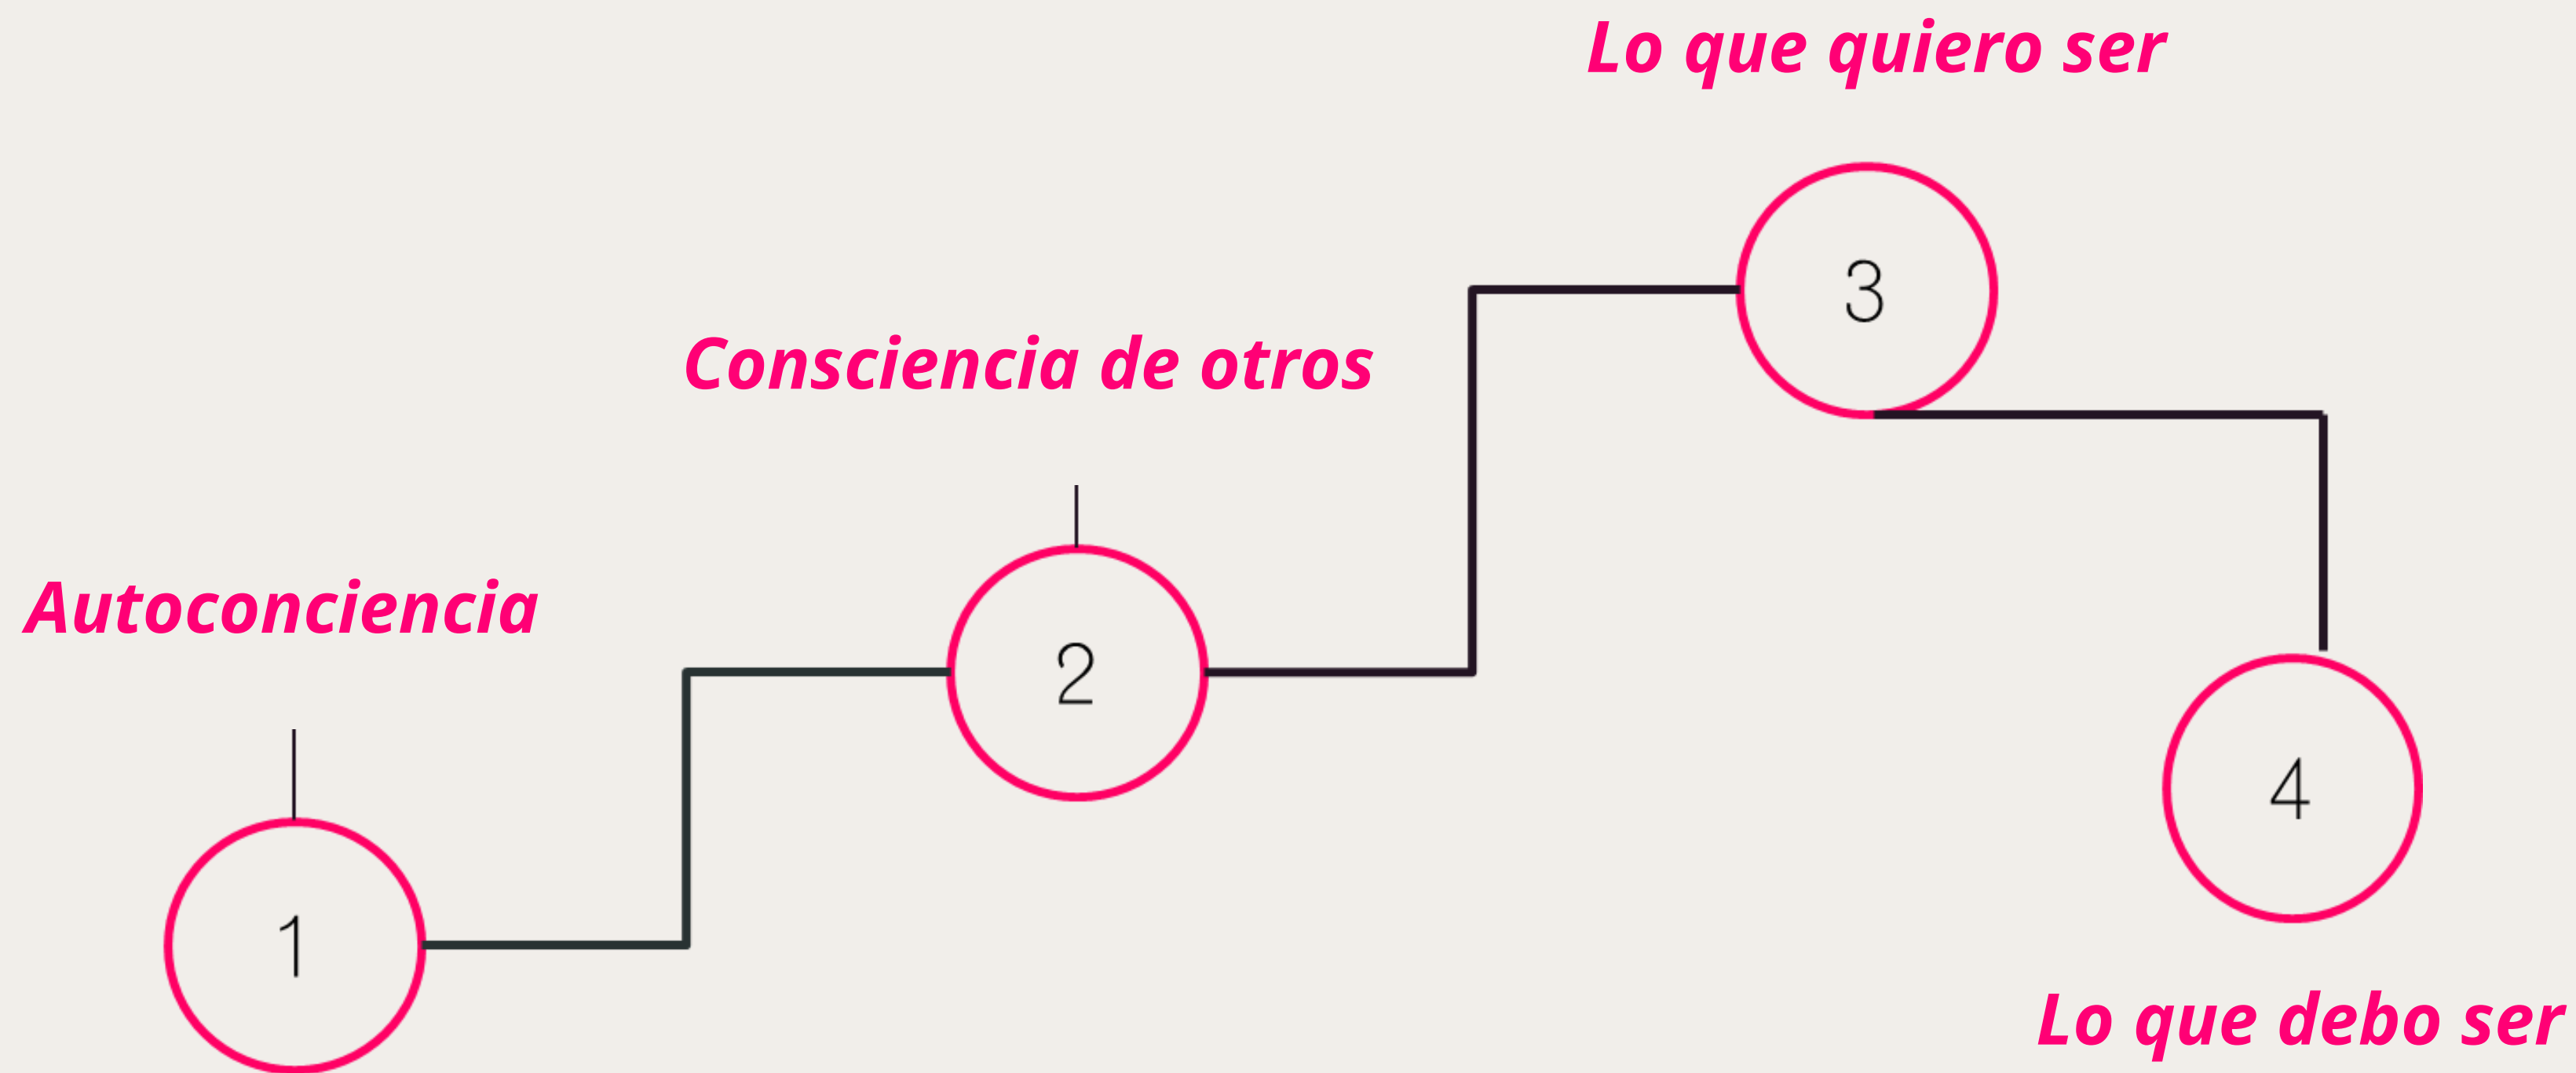 Autoconciencia
1
Consciencia de otros
2
Lo que quiero ser
3
4
Lo que debo ser